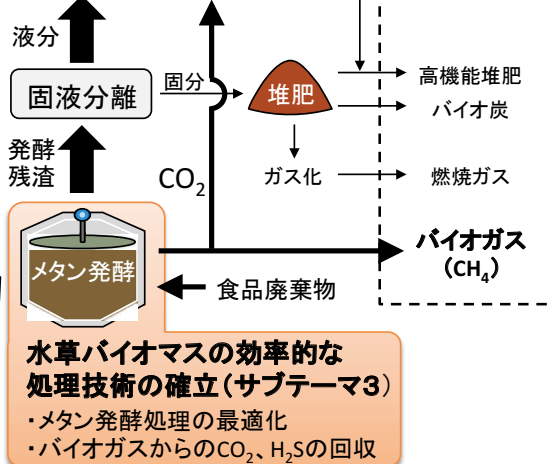 液分
固液分離
固分
堆肥
高機能堆肥
バイオ炭
発酵
残渣
CO₂
ガス化
燃焼ガス
バイオガス
(CH₄)
メタン発酵
食品廃棄物
水草バイオマスの効率的な
処理技術の確立(サブテーマ3)
・メタン発酵処理の最適化
・バイオガスからのCO₂、H₂Sの回収